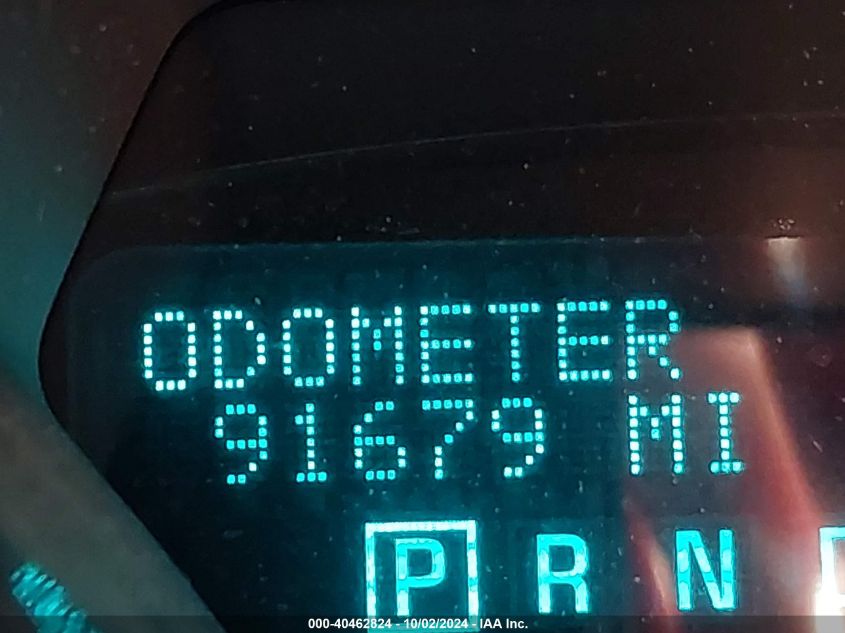 ODOMETER
91679 MI
P R N
000-40462824 - 10/02/2024 - IAA Inc.